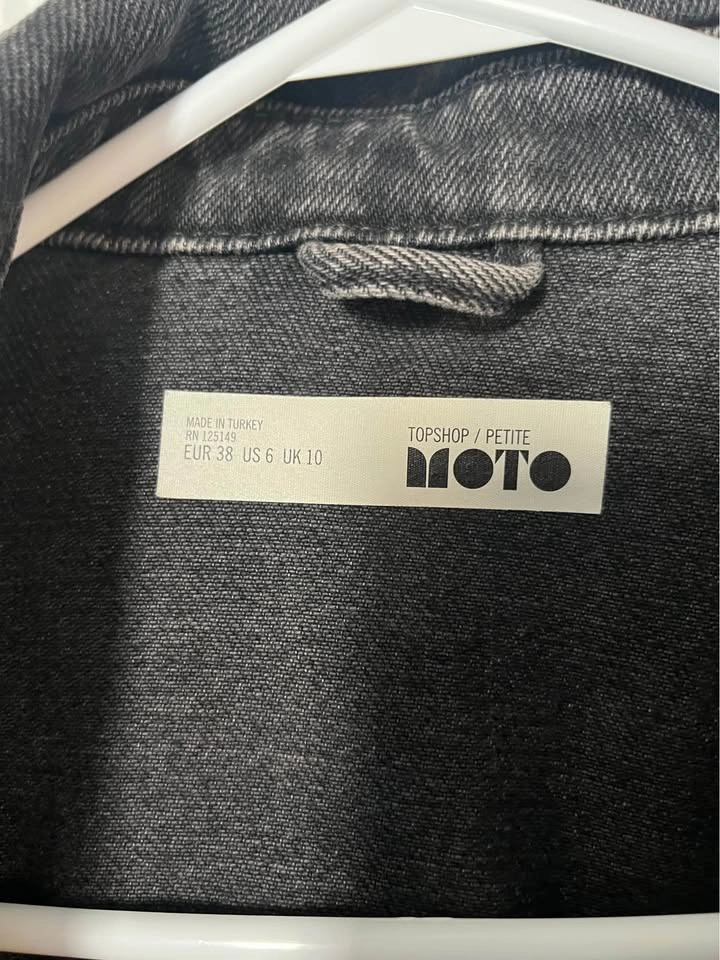 MADE IN TURKEY
RN 125149
EUR 38 US 6 UK 10
TOPSHOP / PETITE
MOTO